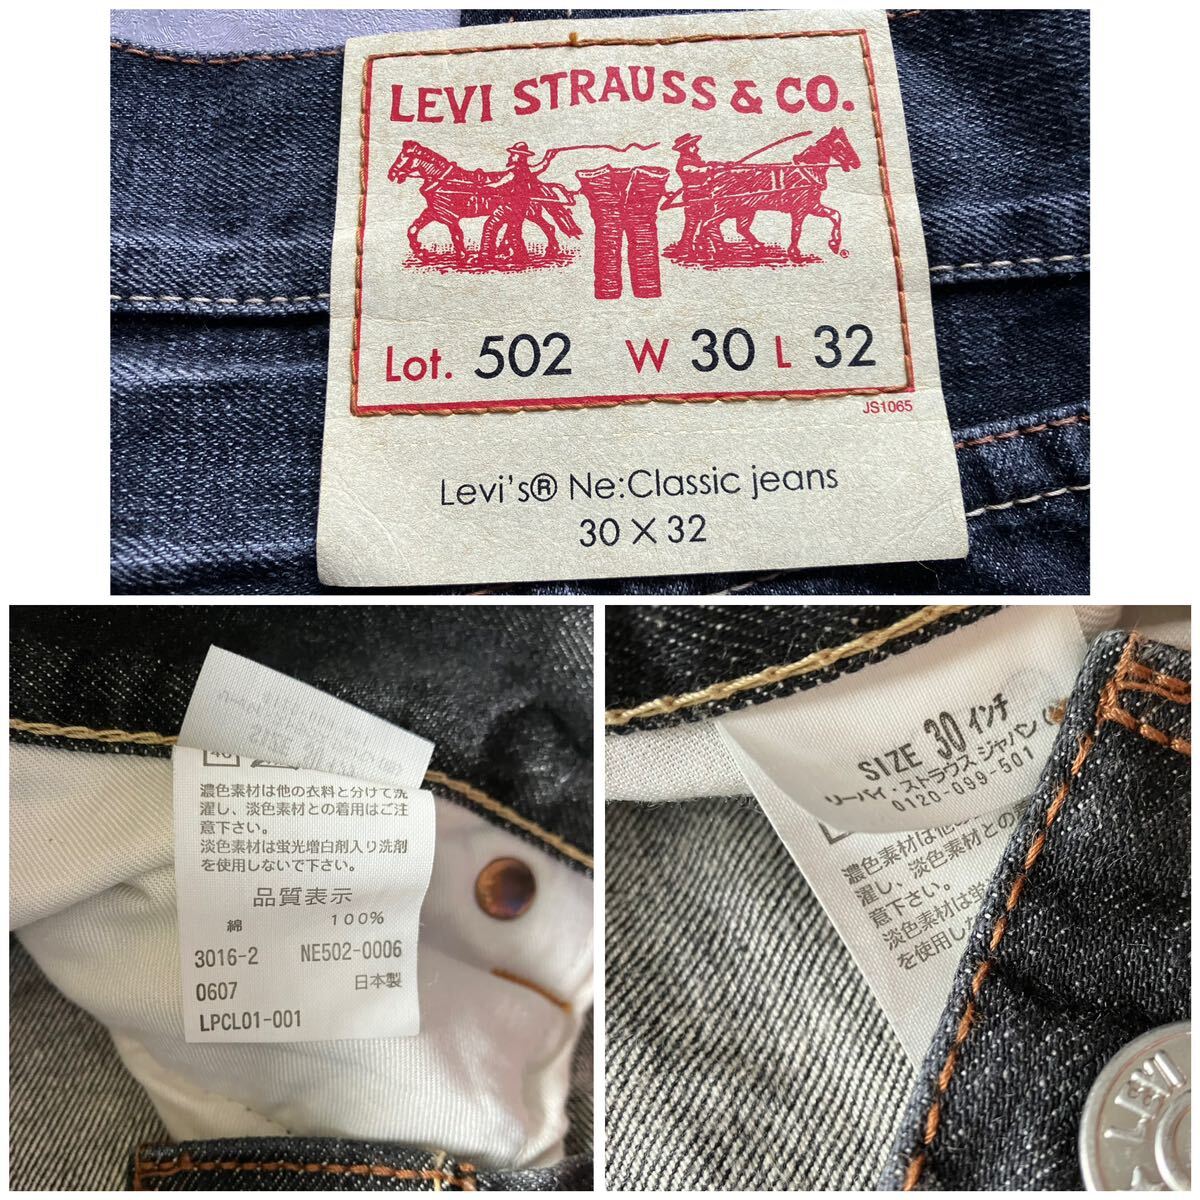 LEVI STRAUSS & CO.
®
Lot. 502 W 30 L 32
JS1065
Levi's® Ne:Classic jeans
30 X 32
濃色素材は他の衣料と分けて洗
濯し、淡色素材との着用はご注
意下さい。
淡色素材は蛍光増白剤入り洗剤
を使用しないで下さい。
品質表示
綿 100%
3016-2 NE502-0006
0607 日本製
LPCL01-001
SIZE 30 インチ
リーバイ・ストラウス ジャパン
0120-099-501
濃色素材は他
濯し、淡色素材との
意下さい。
淡色素材は蛍
を使用し
LEVI